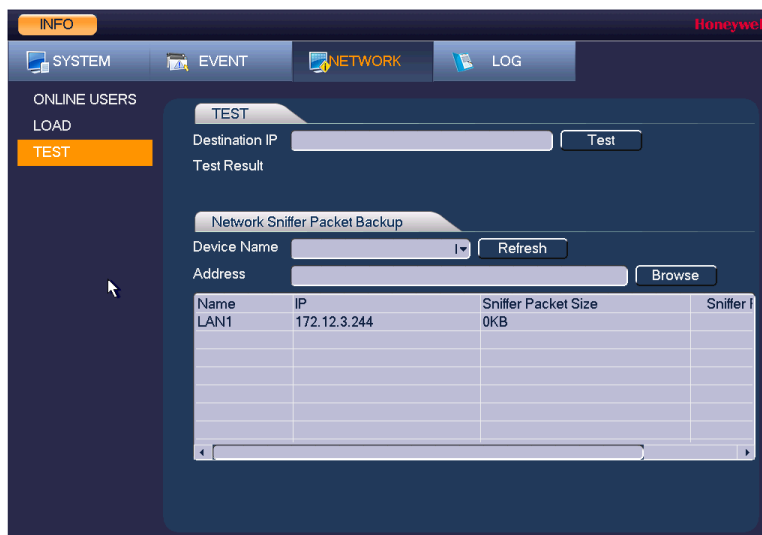 INFO
Honeywel
SYSTEM EVENT NETWORK LOG
ONLINE USERS
LOAD
TEST
TEST
Destination IP Test
Test Result
Network Sniffer Packet Backup
Device Name Refresh
Address Browse
Name IP Sniffer Packet Size Sniffer
LAN1 172.12.3.244 0KB